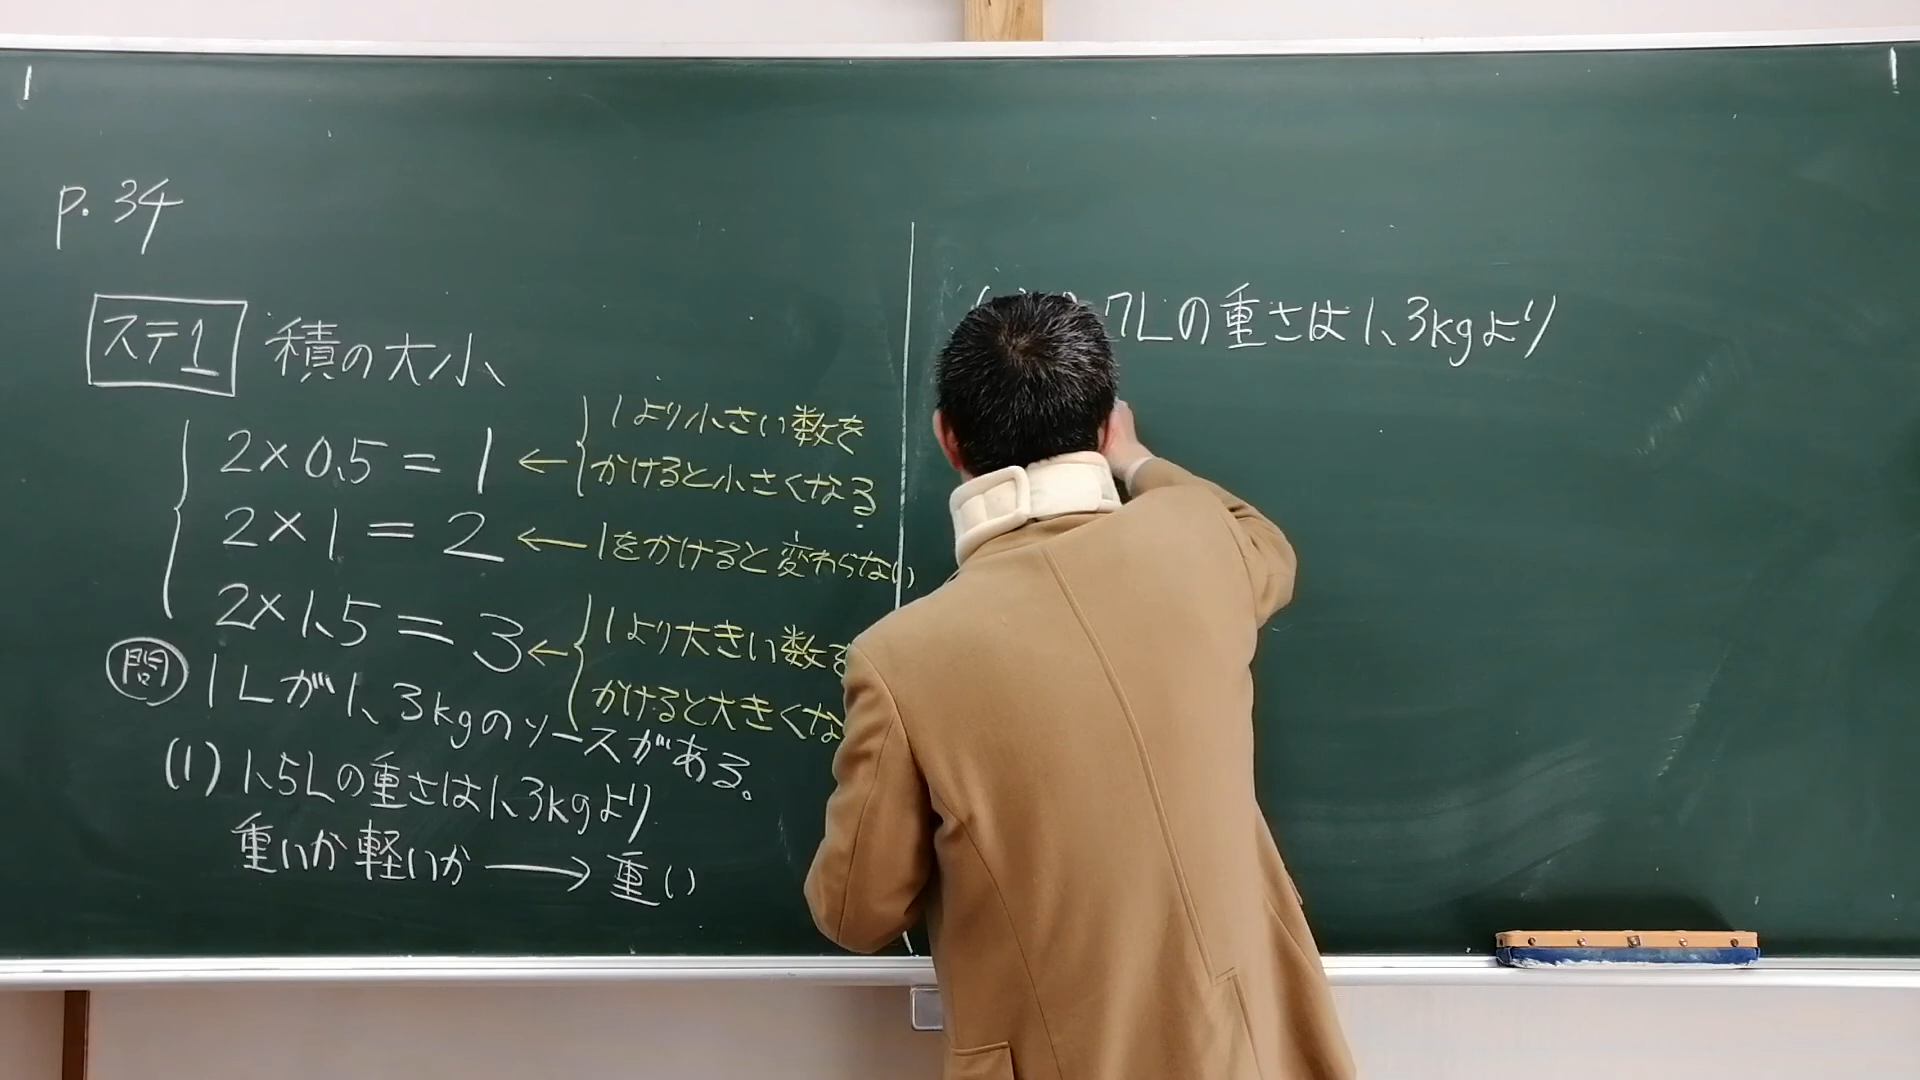 p.34
ステ1 積の大小
2×0.5=1 ← 1より小さい数を
かけると小さくなる。
2×1=2 ← 1をかけると変わらない
2×1.5=3 ← 1より大きい数を
かけると大きくな
問 1Lが1.3kgのソースがある。
(1) 1.5Lの重さは1.3kgより
重いか軽いか → 重い
7Lの重さは1.3kgより